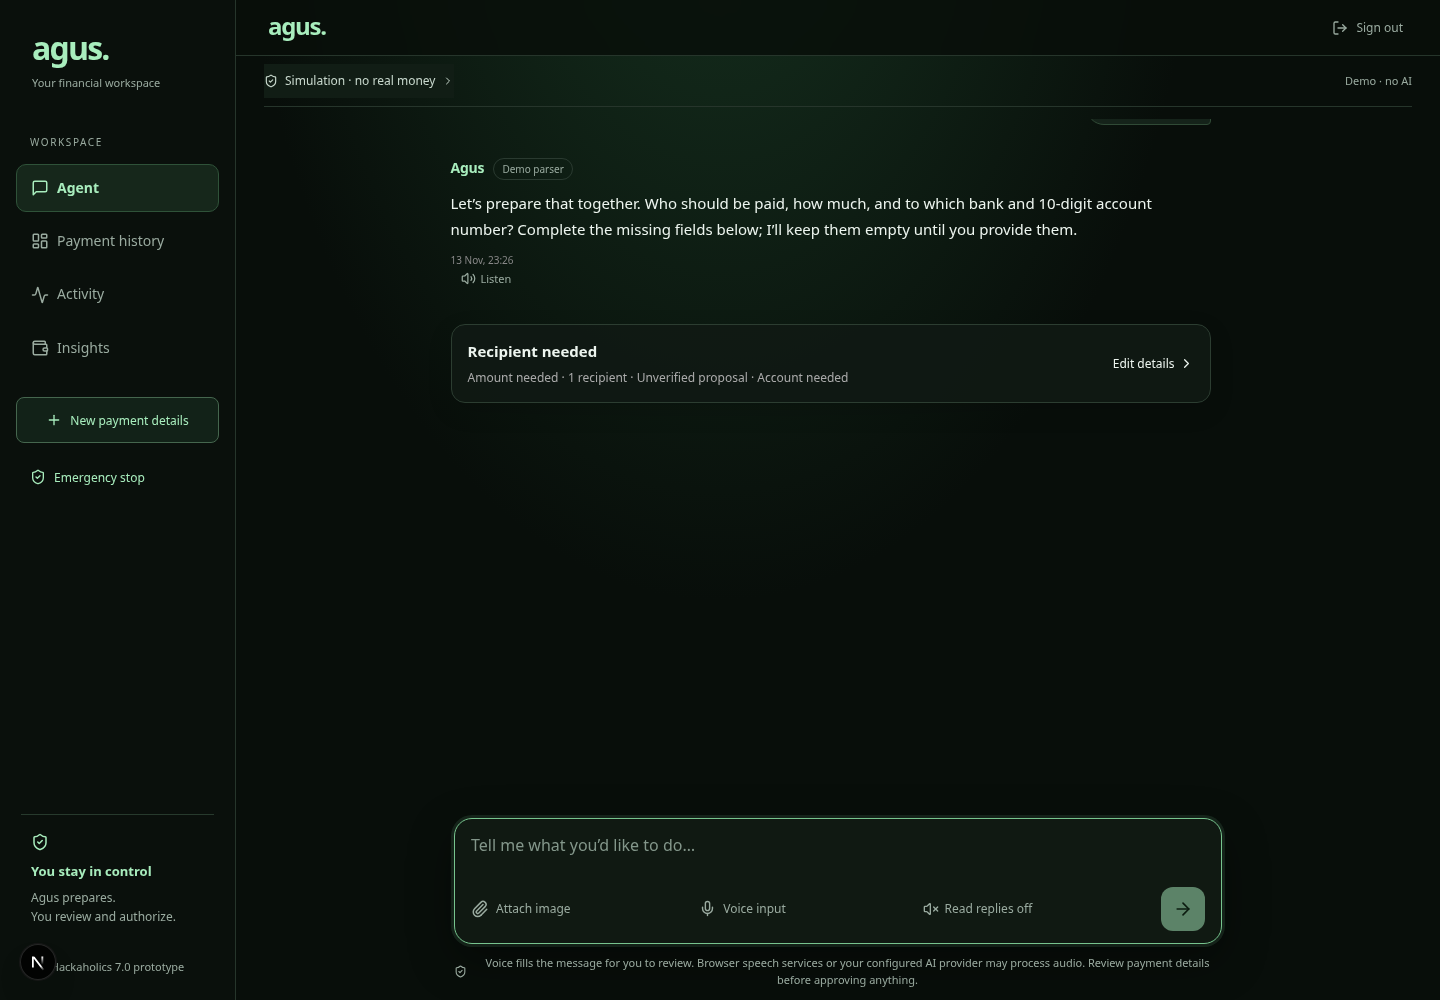 agus.
Your financial workspace
WORKSPACE
Agent
Payment history
Activity
Insights
New payment details
Emergency stop
You stay in control
Agus prepares.
You review and authorize.
N
lackaholics 7.0 prototype
agus.
Sign out
Simulation · no real money
Demo · no AI
Agus
Demo parser
Let’s prepare that together. Who should be paid, how much, and to which bank and 10-digit account
number? Complete the missing fields below; I’ll keep them empty until you provide them.
13 Nov, 23:26
Listen
Recipient needed
Amount needed · 1 recipient · Unverified proposal · Account needed
Edit details
Tell me what you’d like to do...
Attach image
Voice input
Read replies off
Voice fills the message for you to review. Browser speech services or your configured AI provider may process audio. Review payment details
before approving anything.